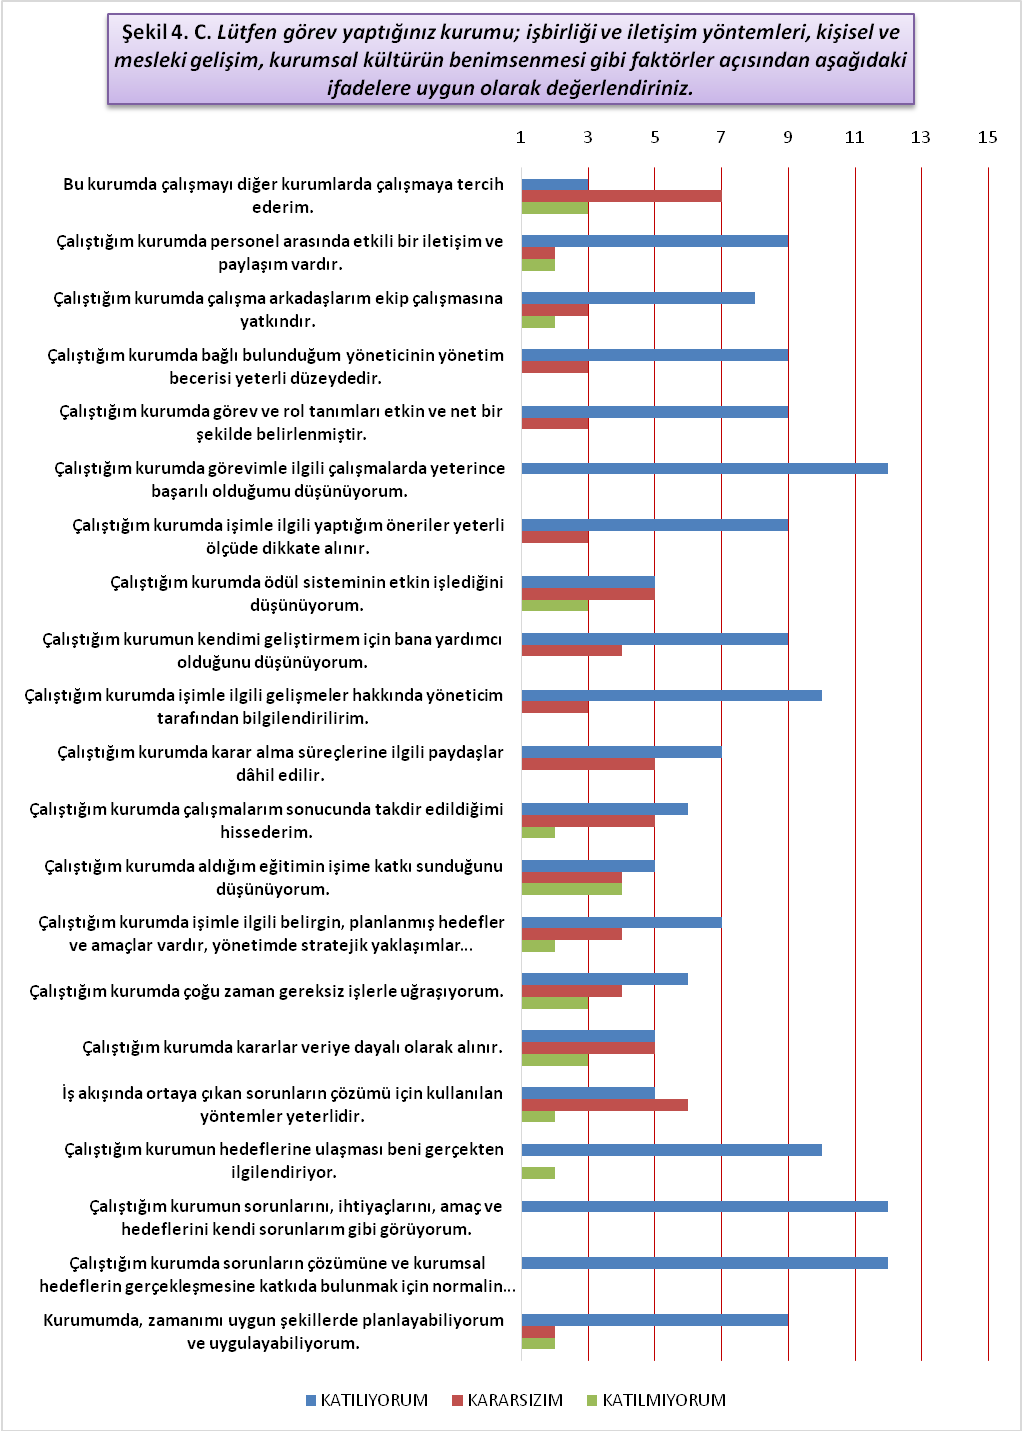 Şekil 4. C. Lütfen görev yaptığınız kurumu; işbirliği ve iletişim yöntemleri, kişisel ve
mesleki gelişim, kurumsal kültürün benimsenmesi gibi faktörler açısından aşağıdaki
ifadelere uygun olarak değerlendiriniz.
1 3 5 7 9 11 13 15
Bu kurumda çalışmayı diğer kurumlarda çalışmaya tercih
ederim.
Çalıştığım kurumda personel arasında etkili bir iletişim ve
paylaşım vardır.
Çalıştığım kurumda çalışma arkadaşlarım ekip çalışmasına
yatkındır.
Çalıştığım kurumda bağlı bulunduğum yöneticinin yönetim
becerisi yeterli düzeydedir.
Çalıştığım kurumda görev ve rol tanımları etkin ve net bir
şekilde belirlenmiştir.
Çalıştığım kurumda görevimle ilgili çalışmalarda yeterince
başarılı olduğumu düşünüyorum.
Çalıştığım kurumda işimle ilgili yaptığım öneriler yeterli
ölçüde dikkate alınır.
Çalıştığım kurumda ödül sisteminin etkin işlediğini
düşünüyorum.
Çalıştığım kurumun kendimi geliştirmem için bana yardımcı
olduğunu düşünüyorum.
Çalıştığım kurumda işimle ilgili gelişmeler hakkında yöneticim
tarafından bilgilendirilirim.
Çalıştığım kurumda karar alma süreçlerine ilgili paydaşlar
dâhil edilir.
Çalıştığım kurumda çalışmalarım sonucunda takdir edildiğimi
hissederim.
Çalıştığım kurumda aldığım eğitimin işime katkı sunduğunu
düşünüyorum.
Çalıştığım kurumda işimle ilgili belirgin, planlanmış hedefler
ve amaçlar vardır, yönetimde stratejik yaklaşımlar...
Çalıştığım kurumda çoğu zaman gereksiz işlerle uğraşıyorum.
Çalıştığım kurumda kararlar veriye dayalı olarak alınır.
İş akışında ortaya çıkan sorunların çözümü için kullanılan
yöntemler yeterlidir.
Çalıştığım kurumun hedeflerine ulaşması beni gerçekten
ilgilendiriyor.
Çalıştığım kurumun sorunlarını, ihtiyaçlarını, amaç ve
hedeflerini kendi sorunlarım gibi görüyorum.
Çalıştığım kurumda sorunların çözümüne ve kurumsal
hedeflerin gerçekleşmesine katkıda bulunmak için normalin...
Kurumumda, zamanımı uygun şekillerde planlayabiliyorum
ve uygulayabiliyorum.
KATILIYORUM KARARSIZIM KATILMIYORUM